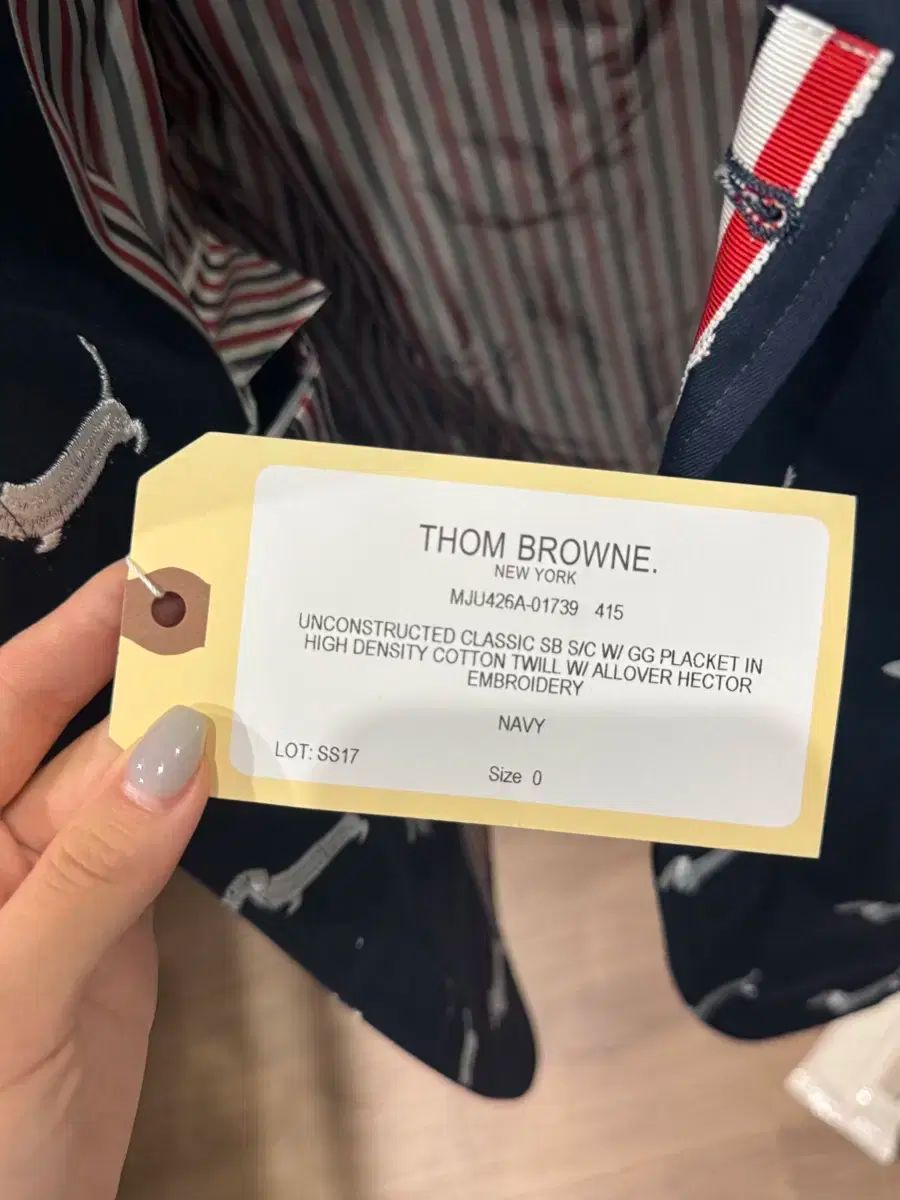 THOM BROWNE.
NEW YORK
MJU426A-01739 415
UNCONSTRUCTED CLASSIC SB S/C W/ GG PLACKET IN
HIGH DENSITY COTTON TWILL W/ ALLOVER HECTOR
EMBROIDERY
NAVY
LOT: SS17
Size 0